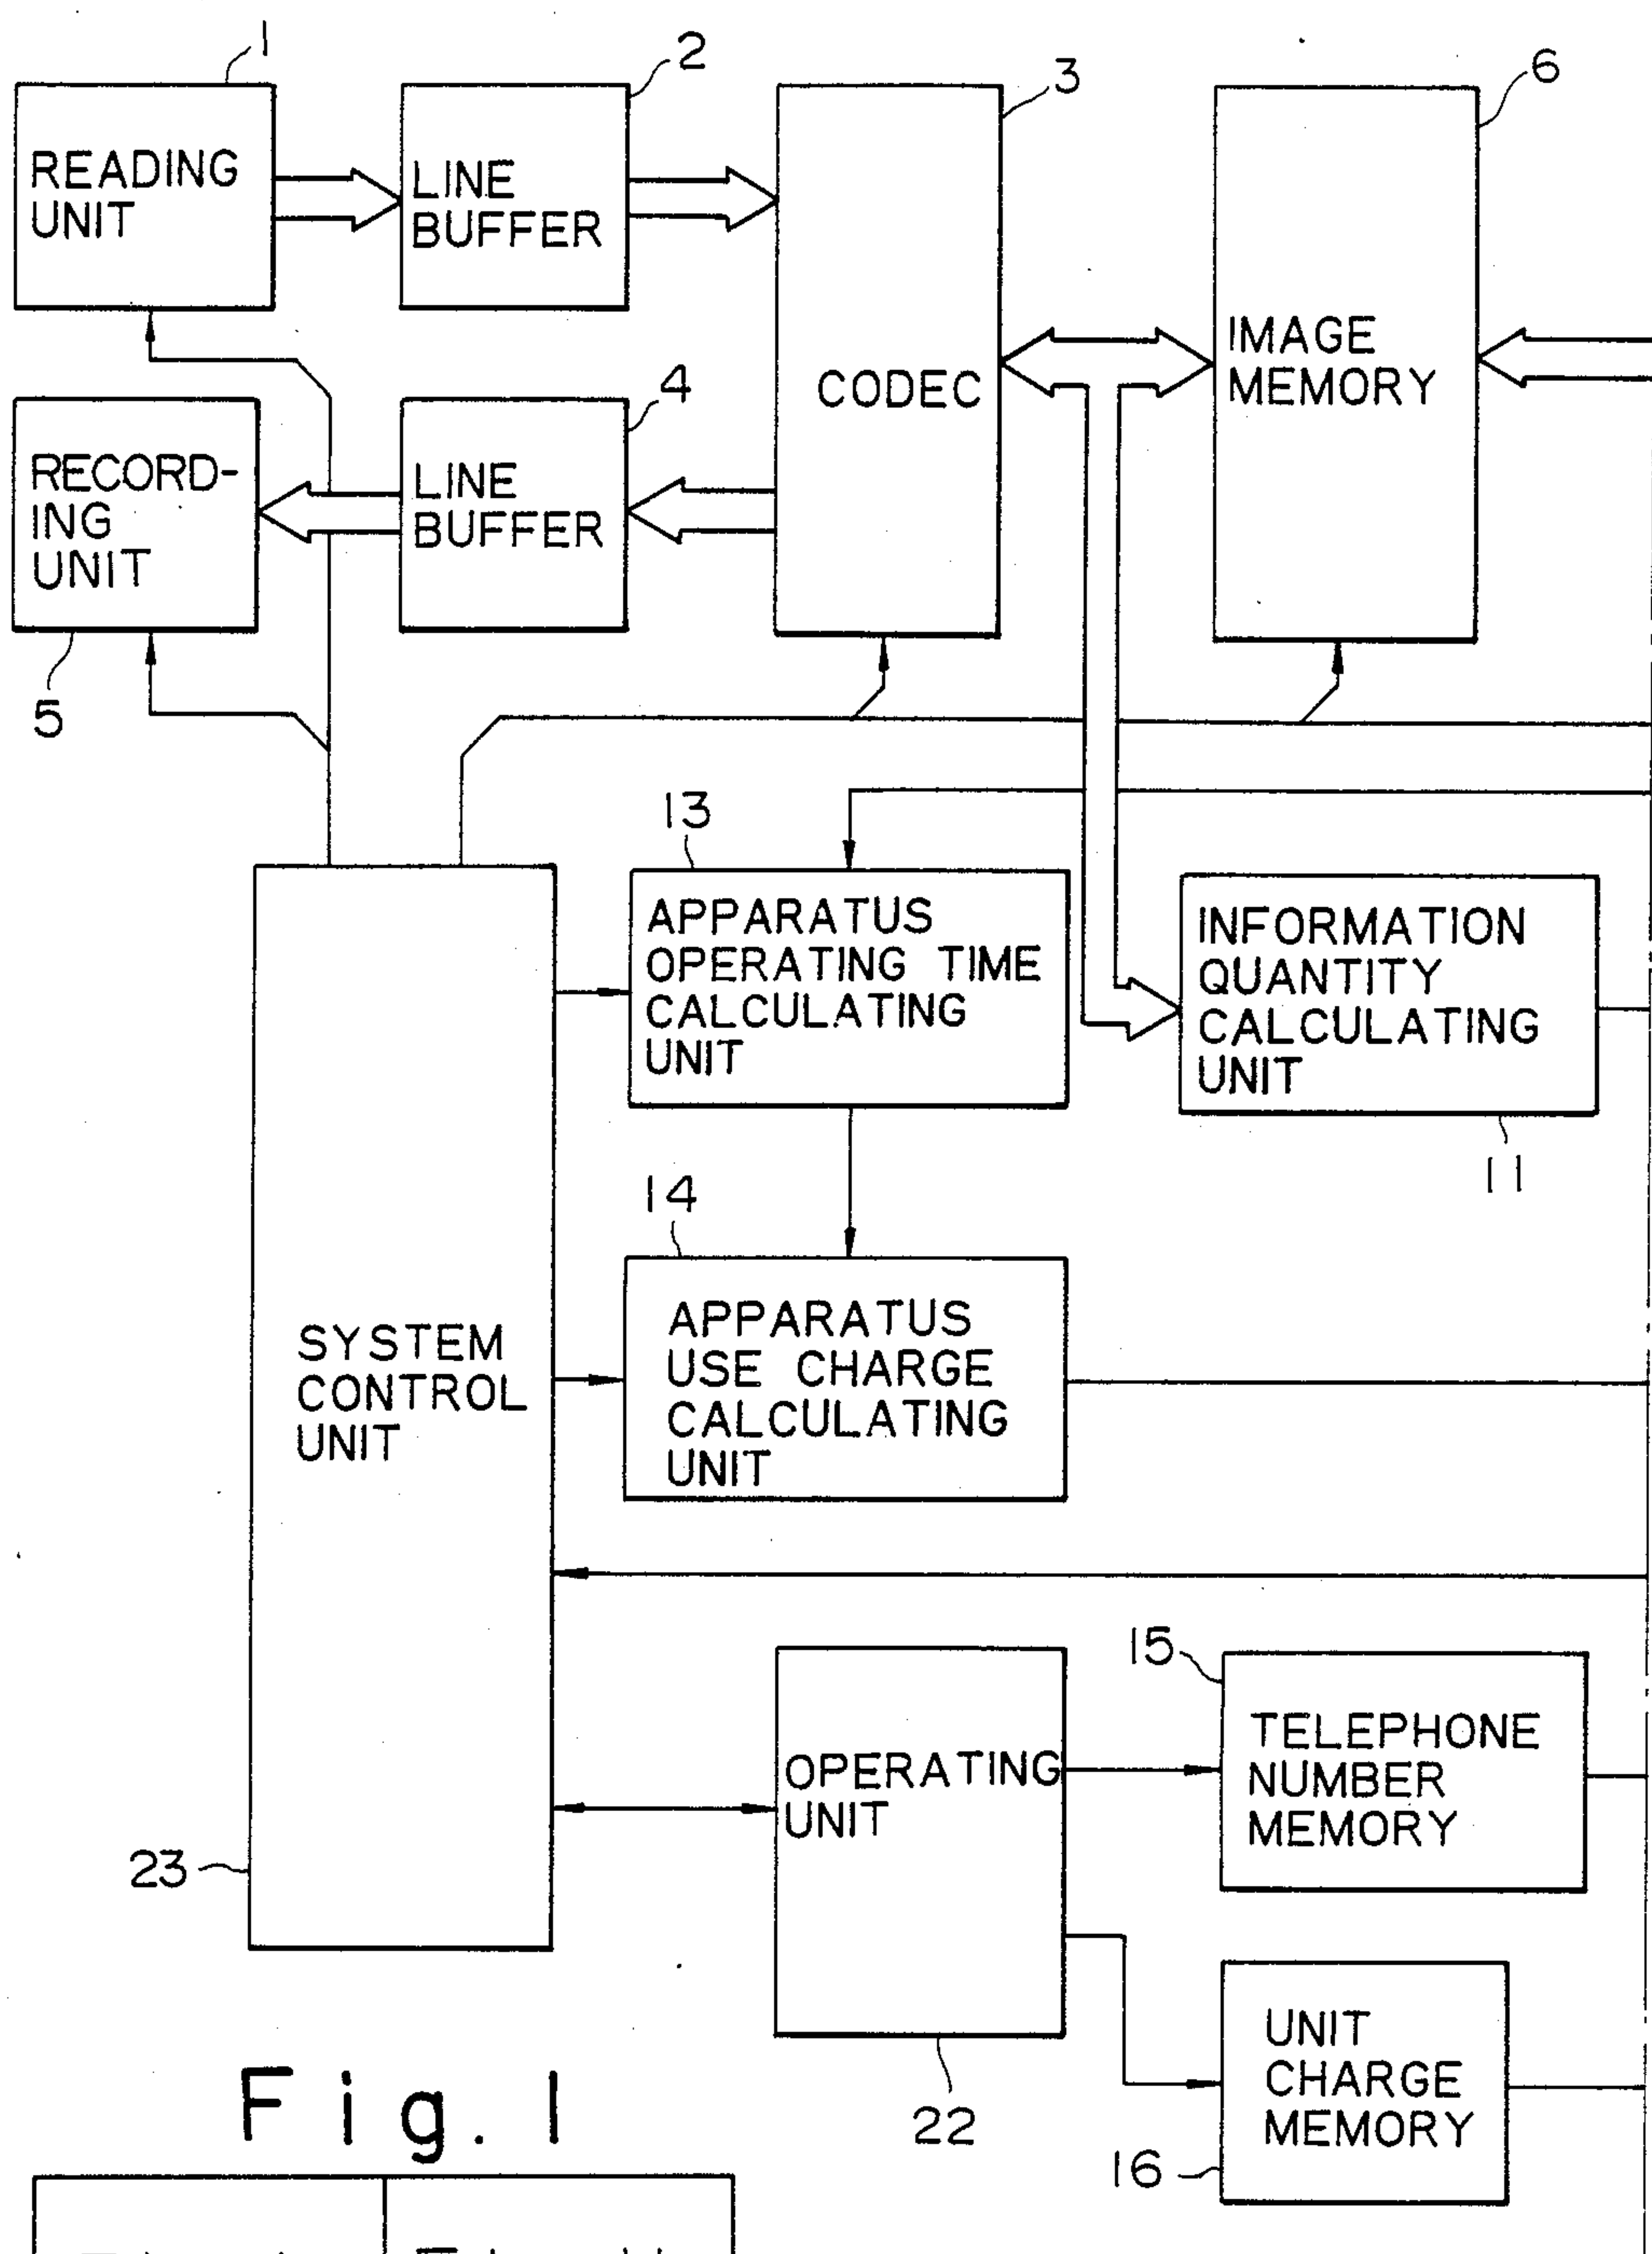 1
2
3
6
READING
UNIT
LINE
BUFFER
CODEC
IMAGE
MEMORY
4
RECORD-
ING
UNIT
LINE
BUFFER
5
13
APPARATUS
OPERATING TIME
CALCULATING
UNIT
INFORMATION
QUANTITY
CALCULATING
UNIT
11
14
APPARATUS
USE CHARGE
CALCULATING
UNIT
SYSTEM
CONTROL
UNIT
23
OPERATING
UNIT
22
15
TELEPHONE
NUMBER
MEMORY
UNIT
CHARGE
MEMORY
16
Fig. 1